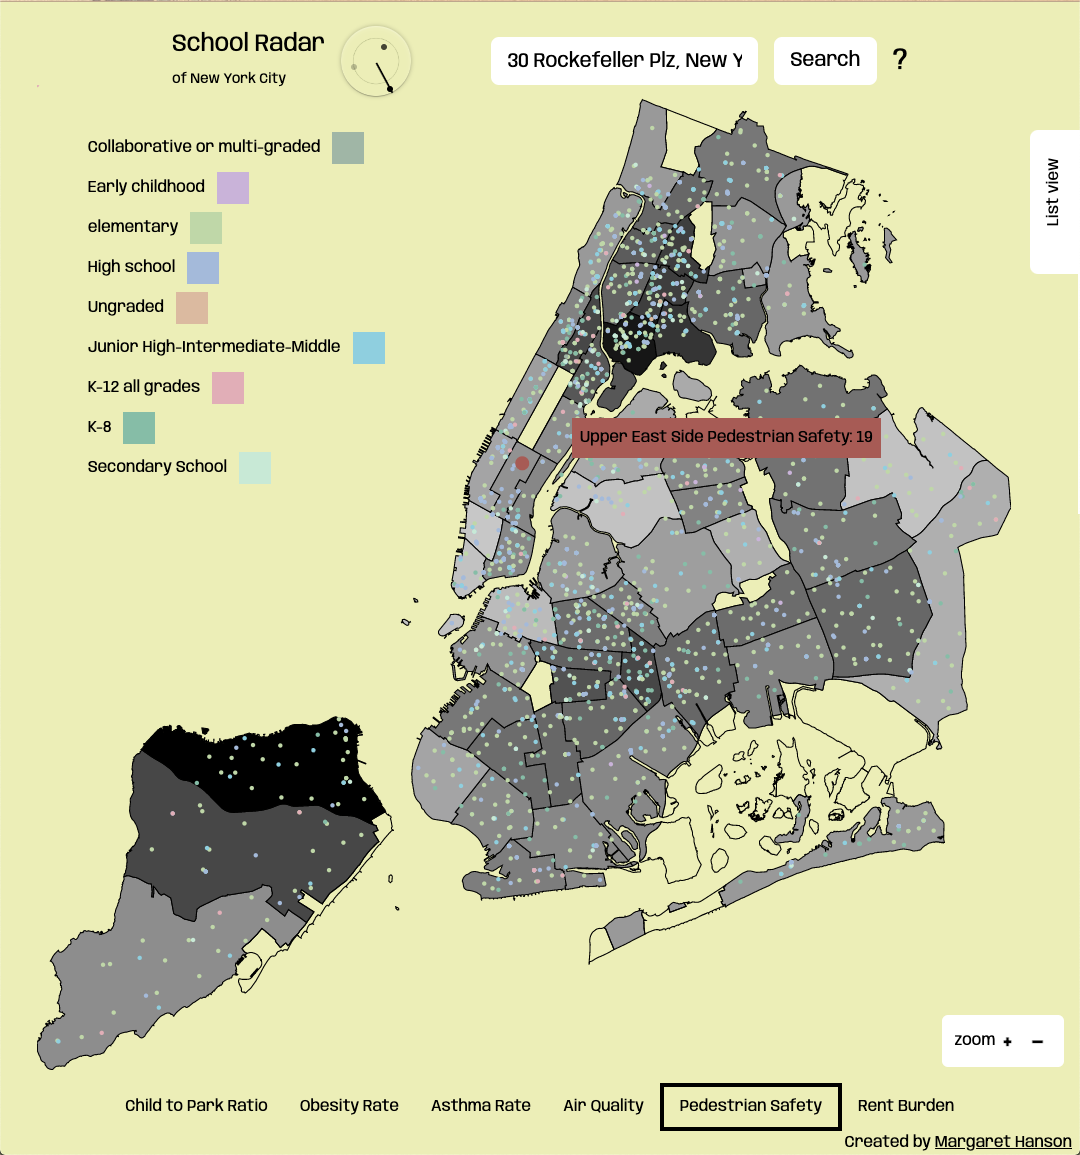 School Radar
of New York City
30 Rockefeller Plz, New Y
Search
?
Collaborative or multi-graded
Early childhood
elementary
High school
Ungraded
Junior High-Intermediate-Middle
K-12 all grades
K-8
Secondary School
List view
Upper East Side Pedestrian Safety: 19
zoom + −
Child to Park Ratio
Obesity Rate
Asthma Rate
Air Quality
Pedestrian Safety
Rent Burden
Created by Margaret Hanson